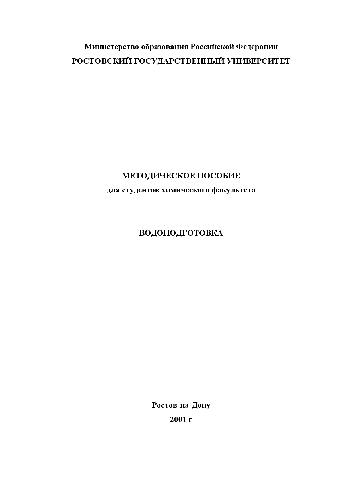 Министерство образования Российской Федерации
РОСТОВСКИЙ ГОСУДАРСТВЕННЫЙ УНИВЕРСИТЕТ
МЕТОДИЧЕСКОЕ ПОСОБИЕ
для студентов химического факультета
ВОДОПОДГОТОВКА
Ростов-на-Дону
2001 г